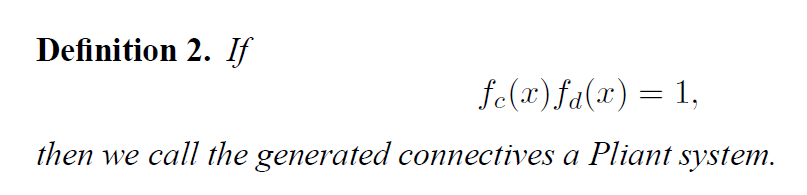 Definition 2. If
f_c(x)f_d(x) = 1,
then we call the generated connectives a Pliant system.